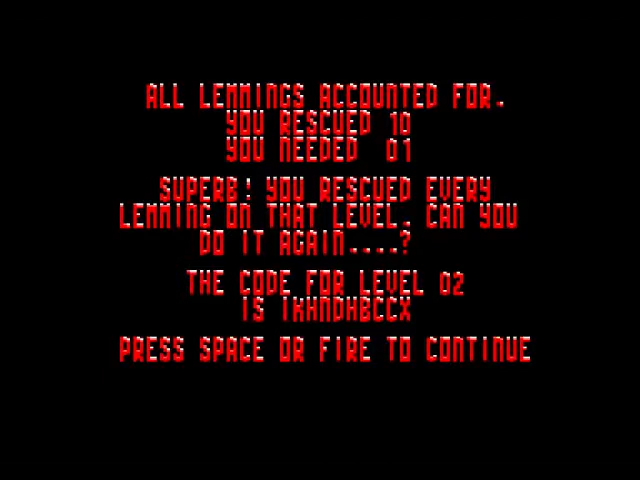 ALL LEMMINGS ACCOUNTED FOR.
YOU RESCUED 10
YOU NEEDED 01
SUPERB! YOU RESCUED EVERY
LEMMING ON THAT LEVEL. CAN YOU
DO IT AGAIN....?
THE CODE FOR LEVEL 02
IS IKHNDHBCCX
PRESS SPACE OR FIRE TO CONTINUE